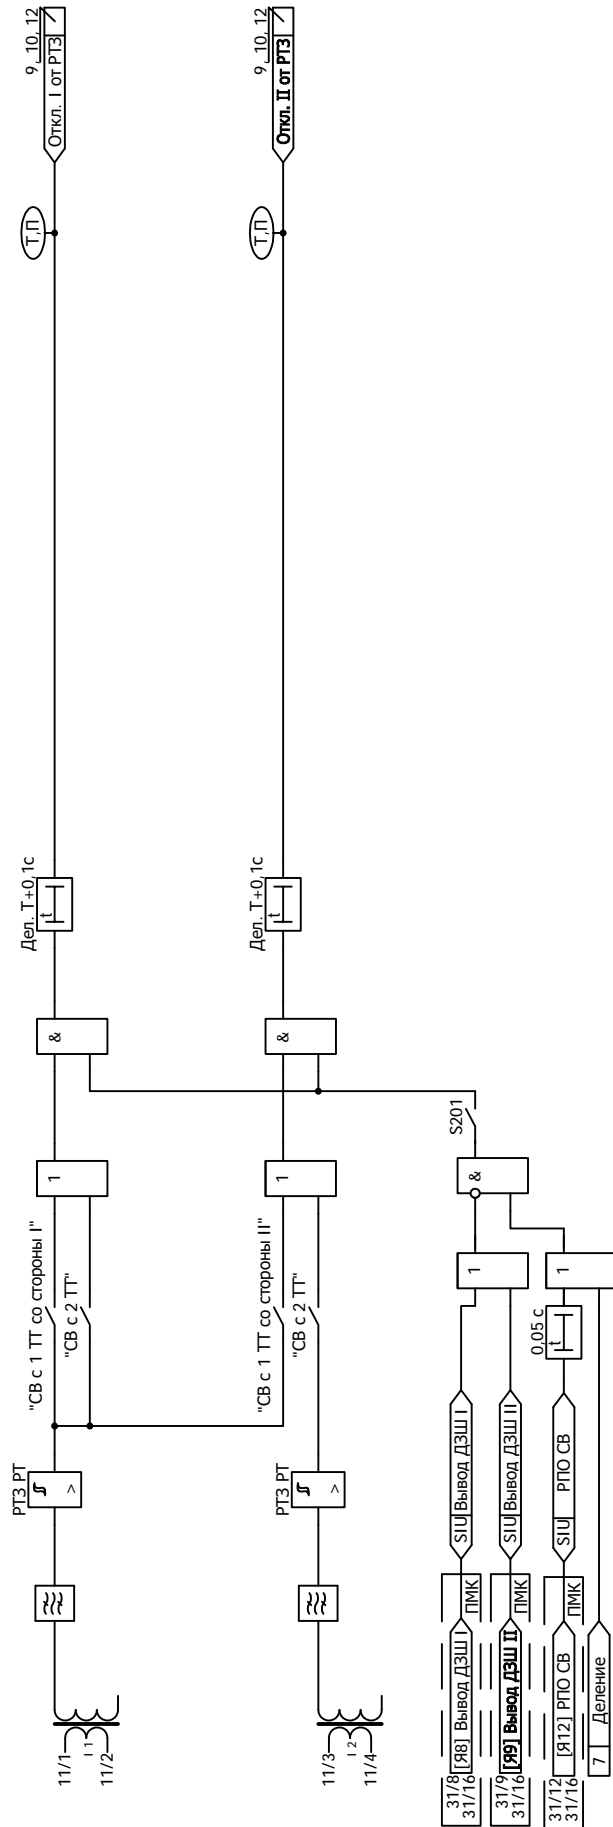 9, 10, 12
Откл. I от РТЗ
Т,П
Дел. Т+0,1с
t
&
1
"СВ с 1 ТТ со стороны I"
"СВ с 2 ТТ"
РТЗ РТ
>
11/1
I 1
11/2
9, 10, 12
Откл. II от РТЗ
Т,П
Дел. Т+0,1с
t
&
1
"СВ с 1 ТТ со стороны II"
"СВ с 2 ТТ"
РТЗ РТ
>
11/3
I 2
11/4
S201
&
1
1
0,05 с
t
31/8
31/16
[Я8] Вывод ДЗШ I
ПМК
SIU
Вывод ДЗШ I
31/9
31/16
[Я9] Вывод ДЗШ II
ПМК
SIU
Вывод ДЗШ II
31/12
31/16
[Я12] РПО СВ
ПМК
SIU
РПО СВ
7
Деление